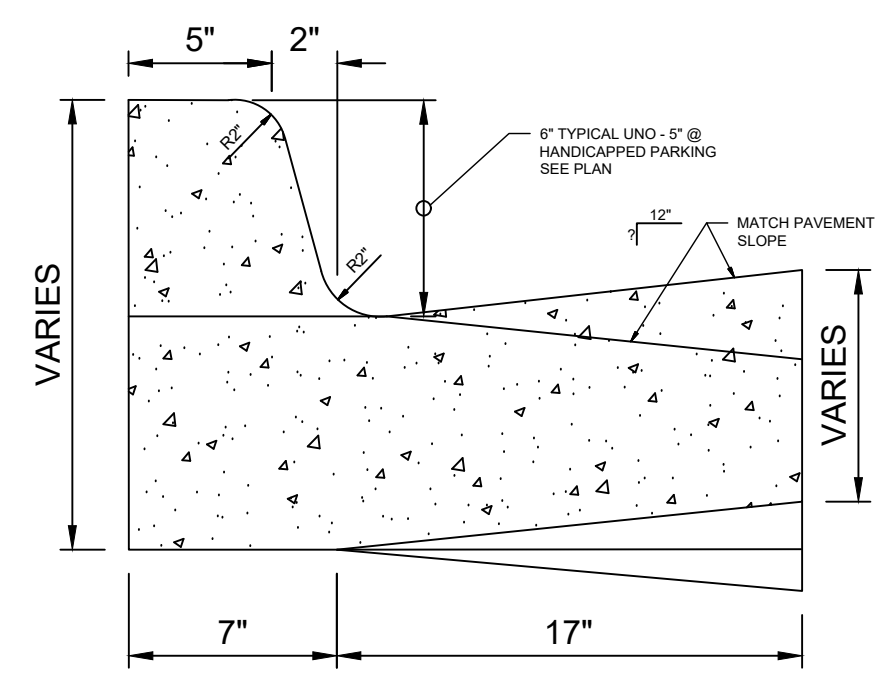 5" 2"
R2"
6" TYPICAL UNO - 5" @
HANDICAPPED PARKING
SEE PLAN
12"
?
MATCH PAVEMENT
SLOPE
R2"
VARIES
VARIES
7" 17"